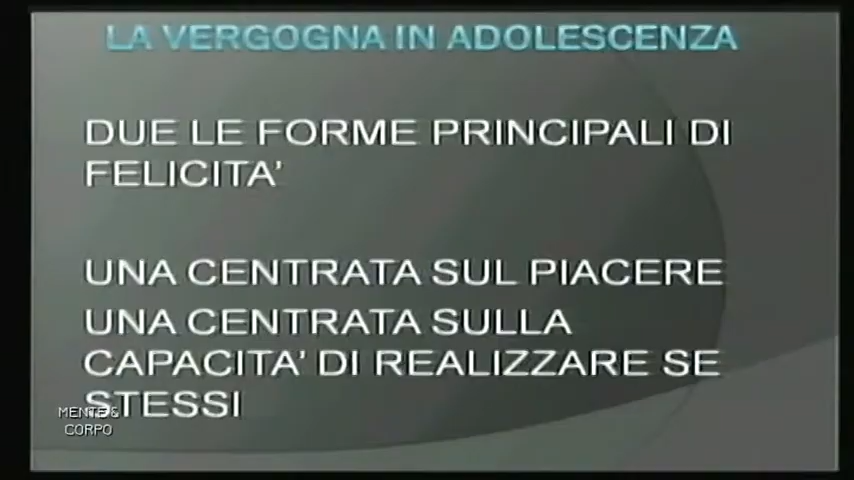 LA VERGOGNA IN ADOLESCENZA
DUE LE FORME PRINCIPALI DI
FELICITA'
UNA CENTRATA SUL PIACERE
UNA CENTRATA SULLA
CAPACITA' DI REALIZZARE SE
STESSI
MENTE &
CORPO